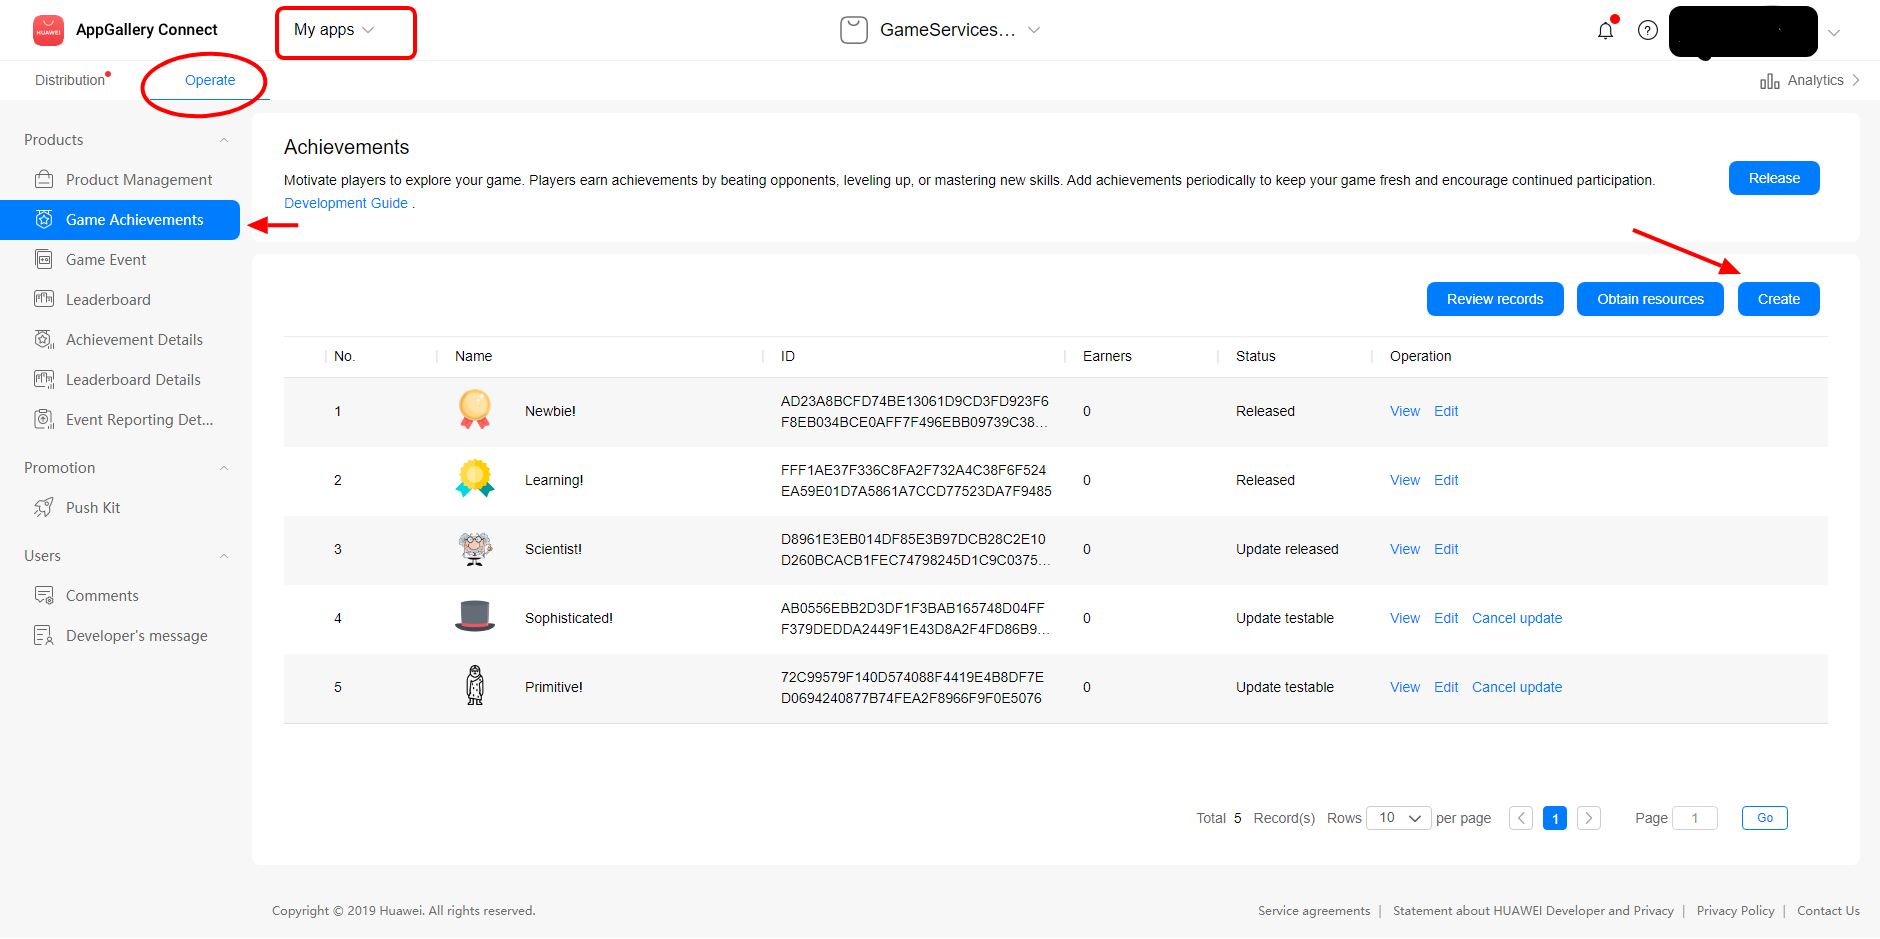 HUAWEI AppGallery Connect My apps GameServices...
Distribution Operate Analytics
Products
Product Management
Game Achievements
Game Event
Leaderboard
Achievement Details
Leaderboard Details
Event Reporting Det...
Promotion
Push Kit
Users
Comments
Developer's message
Achievements
Motivate players to explore your game. Players earn achievements by beating opponents, leveling up, or mastering new skills. Add achievements periodically to keep your game fresh and encourage continued participation.
Development Guide .
Release
Review records Obtain resources Create
No. Name ID Earners Status Operation
1 Newbie! AD23A8BCFD74BE13061D9CD3FD923F6 0 Released View Edit
F8EB034BCE0AFF7F496EBB09739C38...
2 Learning! FFF1AE37F336C8FA2F732A4C38F6F524 0 Released View Edit
EA59E01D7A5861A7CCD77523DA7F9485
3 Scientist! D8961E3EB014DF85E3B97DCB28C2E10 0 Update released View Edit
D260BCACB1FEC74798245D1C9C0375...
4 Sophisticated! AB0556EBB2D3DF1F3BAB165748D04FF 0 Update testable View Edit Cancel update
F379DEDDA2449F1E43D8A2F4FD86B9...
5 Primitive! 72C99579F140D574088F4419E4B8DF7E 0 Update testable View Edit Cancel update
D0694240877B74FEA2F8966F9F0E5076
Total 5 Record(s) Rows 10 per page 1 Page 1 Go
Copyright © 2019 Huawei. All rights reserved.
Service agreements | Statement about HUAWEI Developer and Privacy | Privacy Policy | Contact Us